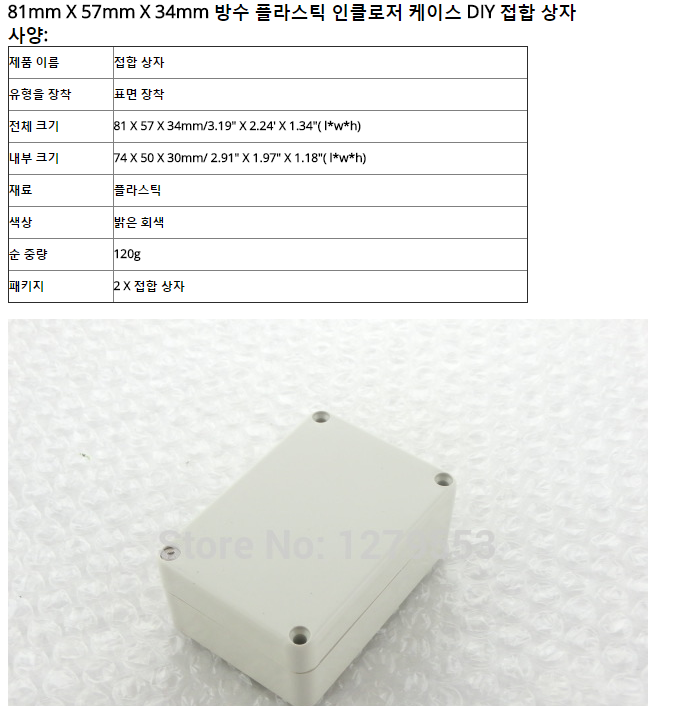 81mm X 57mm X 34mm 방수 플라스틱 인클로저 케이스 DIY 접합 상자
사양:
제품 이름 접합 상자
유형을 장착 표면 장착
전체 크기 81 X 57 X 34mm/3.19" X 2.24' X 1.34"( l*w*h)
내부 크기 74 X 50 X 30mm/ 2.91" X 1.97" X 1.18"( l*w*h)
재료 플라스틱
색상 밝은 회색
순 중량 120g
패키지 2 X 접합 상자
Store No: